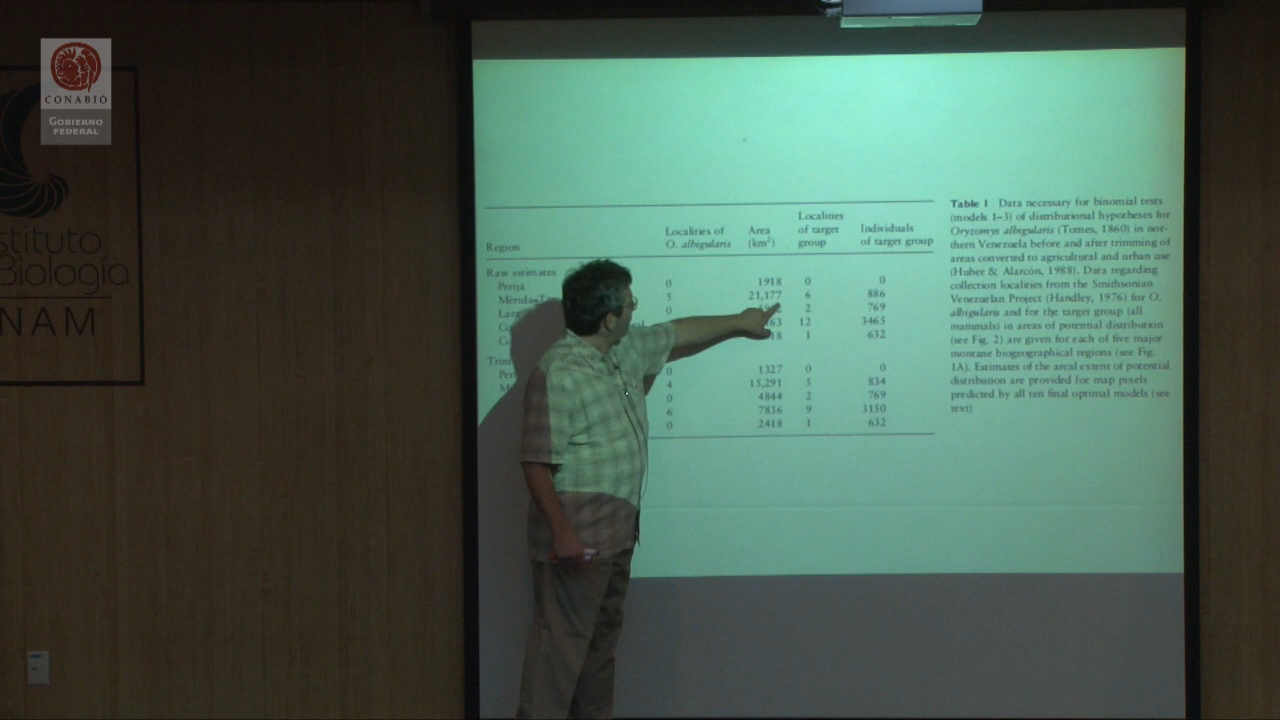 CONABIO
GOBIERNO
FEDERAL
stituto
Biología
NAM
Region
Localities of
O. albigularis
Area
(km²)
Localities
of target
group
Individuals
of target group
Raw estimates
Perijá 0 1918 0 0
Mérida 5 21,177 6 886
0 2 769
63 12 3465
18 1 632
0 1327 0 0
4 15,291 5 834
0 4844 2 769
6 7836 9 3150
0 2418 1 632
Table 1 Data necessary for binomial tests
(models 1–3) of distributional hypotheses for
Oryzomys albigularis (Tomes, 1860) in nor-
thern Venezuela before and after trimming of
areas converted to agricultural and urban use
(Huber & Alarcón, 1988). Data regarding
collection localities from the Smithsonian
Venezuelan Project (Handley, 1976) for O.
albigularis and for the target group (all
mammals) in areas of potential distribution
(see Fig. 2) are given for each of five major
montane biogeographical regions (see Fig.
1A). Estimates of the areal extent of potential
distribution are provided for map pixels
predicted by all ten final optimal models (see
text)